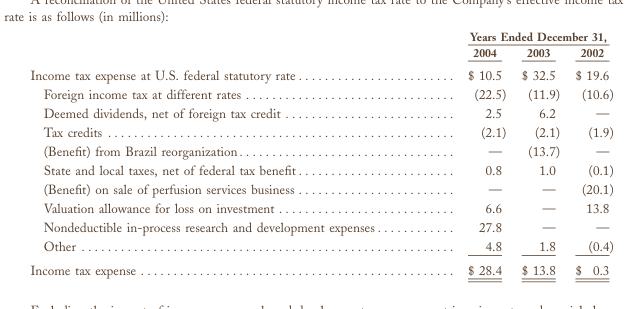 A reconciliation of the United States federal statutory income tax rate to the Company's effective income tax
rate is as follows (in millions):
Years Ended December 31,
2004 2003 2002
Income tax expense at U.S. federal statutory rate . . . . . . . . . . . . . . . . . . . . . . . . $ 10.5 $ 32.5 $ 19.6
Foreign income tax at different rates . . . . . . . . . . . . . . . . . . . . . . . . . . . . . . . . (22.5) (11.9) (10.6)
Deemed dividends, net of foreign tax credit . . . . . . . . . . . . . . . . . . . . . . . . . . 2.5 6.2 —
Tax credits . . . . . . . . . . . . . . . . . . . . . . . . . . . . . . . . . . . . . . . . . . . . . . . . . . . . (2.1) (2.1) (1.9)
(Benefit) from Brazil reorganization . . . . . . . . . . . . . . . . . . . . . . . . . . . . . . . . . — (13.7) —
State and local taxes, net of federal tax benefit . . . . . . . . . . . . . . . . . . . . . . . . 0.8 1.0 (0.1)
(Benefit) on sale of perfusion services business . . . . . . . . . . . . . . . . . . . . . . . . — — (20.1)
Valuation allowance for loss on investment . . . . . . . . . . . . . . . . . . . . . . . . . . . 6.6 — 13.8
Nondeductible in-process research and development expenses . . . . . . . . . . . . 27.8 — —
Other . . . . . . . . . . . . . . . . . . . . . . . . . . . . . . . . . . . . . . . . . . . . . . . . . . . . . . . . 4.8 1.8 (0.4)
Income tax expense . . . . . . . . . . . . . . . . . . . . . . . . . . . . . . . . . . . . . . . . . . . . . . . $ 28.4 $ 13.8 $ 0.3